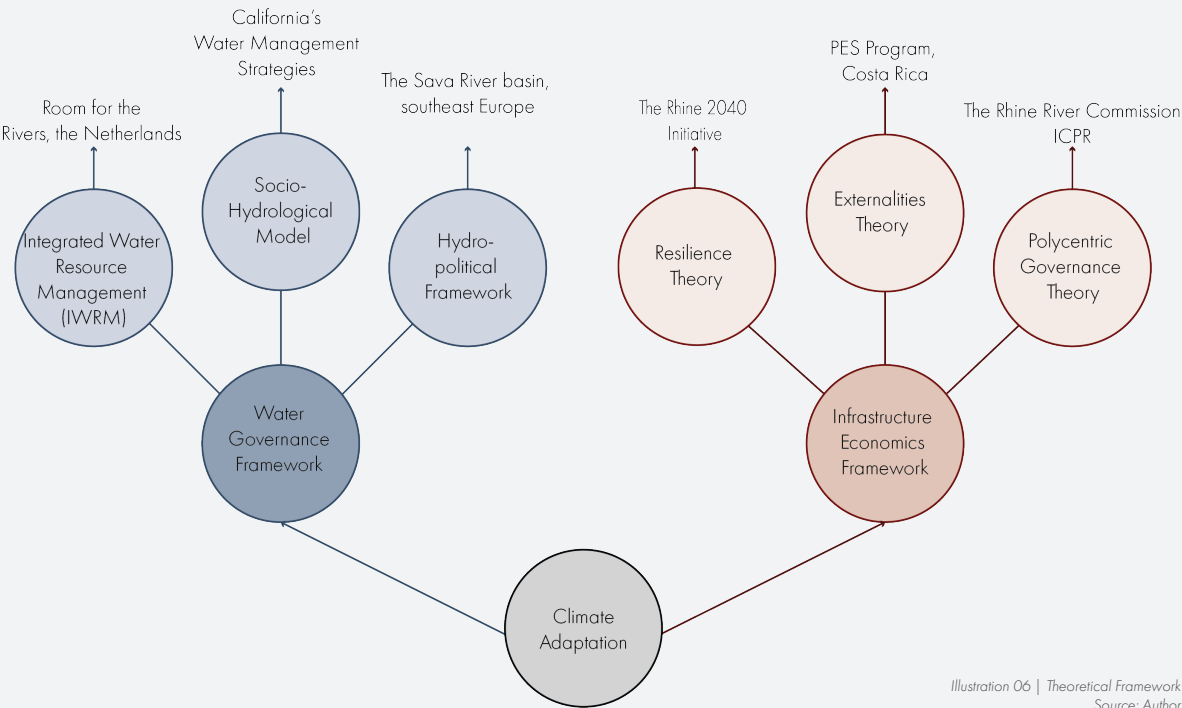 California's
Water Management
Strategies
The Sava River basin,
southeast Europe
Room for the
Rivers, the Netherlands
PES Program,
Costa Rica
The Rhine 2040
Initiative
The Rhine River Commission
ICPR
Integrated Water
Resource
Management
(IWRM)
Socio-
Hydrological
Model
Hydro-
political
Framework
Resilience
Theory
Externalities
Theory
Polycentric
Governance
Theory
Water
Governance
Framework
Infrastructure
Economics
Framework
Climate
Adaptation
Illustration 06 | Theoretical Framework
Source: Author